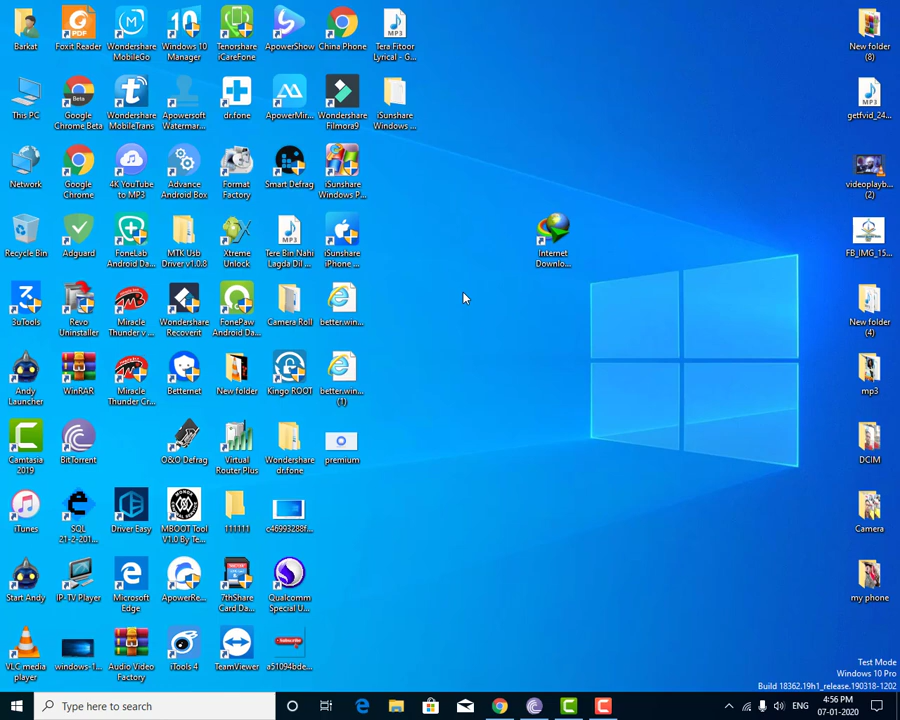 Barkat
Foxit Reader
Wondershare
MobileGo
Windows 10
Manager
Tenorshare
iCareFone
ApowerShow
China Phone
Tera Fitoor
Lyrical - G...
New folder
(8)
This PC
Google
Chrome Beta
Wondershare
MobileTrans
Apowersoft
Watermar...
dr.fone
ApowerMir...
Wondershare
Filmora9
iSunshare
Windows ...
getfvid_24...
Network
Google
Chrome
4K YouTube
to MP3
Advance
Android Box
Format
Factory
Smart Defrag
iSunshare
Windows P...
videoplayb...
(2)
Recycle Bin
Adguard
FoneLab
Android Da...
MTK Usb
Driver v1.0.8
Xtreme
Unlock
Tere Bin Nahi
Lagda Dil ...
iSunshare
iPhone ...
Internet
Downlo...
FB_IMG_15...
3uTools
Revo
Uninstaller
Miracle
Thunder v ...
Wondershare
Recoverit
FonePaw
Android Da...
Camera Roll
better.win...
New folder
(4)
Andy
Launcher
WinRAR
Miracle
Thunder Cr...
Betternet
New folder
Kingo ROOT
better.win...
(1)
mp3
Camtasia
2019
BitTorrent
O&O Defrag
Virtual
Router Plus
Wondershare
dr.fone
premium
DCIM
iTunes
SQL
21-2-201...
Driver Easy
MBOOT Tool
V1.0 By Te...
111111
c46993288f...
Camera
Start Andy
IP-TV Player
Microsoft
Edge
ApowerRe...
7thShare
Card Da...
Qualcomm
Special U...
my phone
VLC media
player
windows-1...
Audio Video
Factory
iTools 4
TeamViewer
a51094bde...
Test Mode
Windows 10 Pro
Build 18362.19h1_release.190318-1202
Type here to search
ENG
4:56 PM
07-01-2020